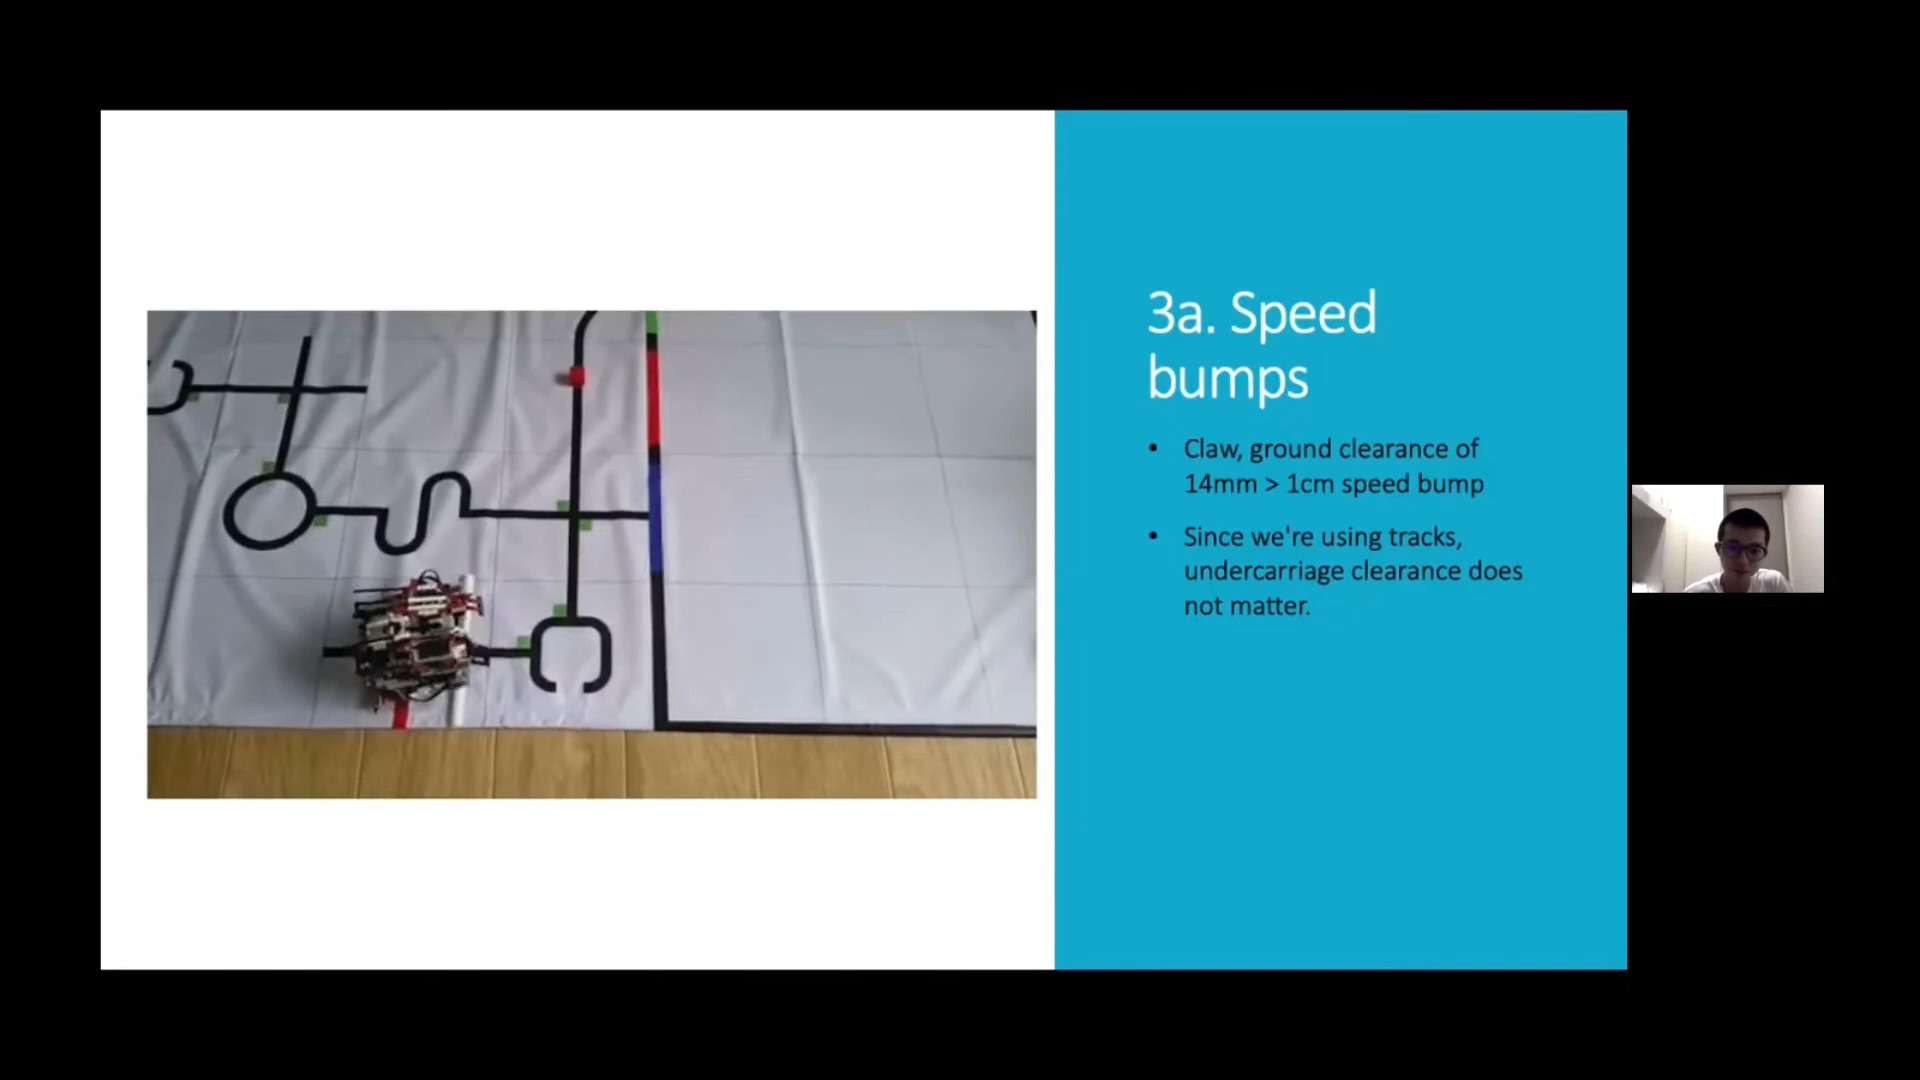 3a. Speed
bumps
• Claw, ground clearance of
14mm > 1cm speed bump
• Since we're using tracks,
undercarriage clearance does
not matter.